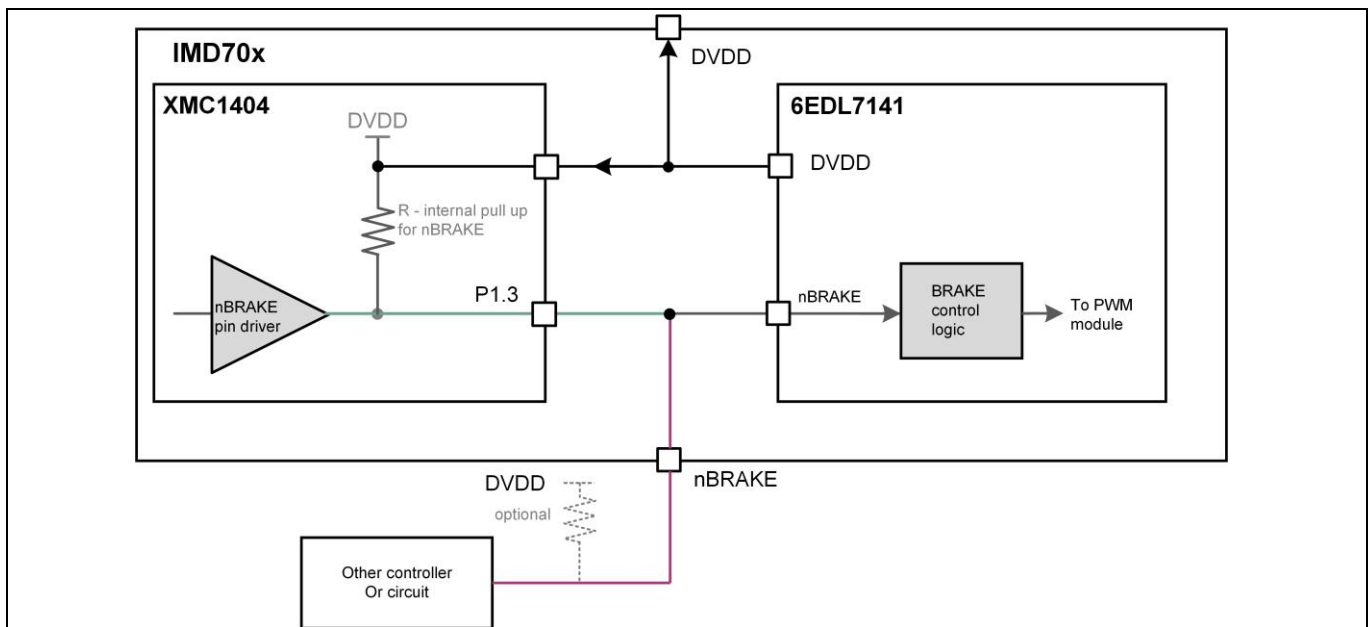 IMD70x
DVDD
XMC1404
6EDL7141
DVDD
DVDD
R - internal pull up
for nBRAKE
nBRAKE
pin driver
P1.3
nBRAKE
BRAKE
control
logic
To PWM
module
DVDD
optional
nBRAKE
Other controller
Or circuit